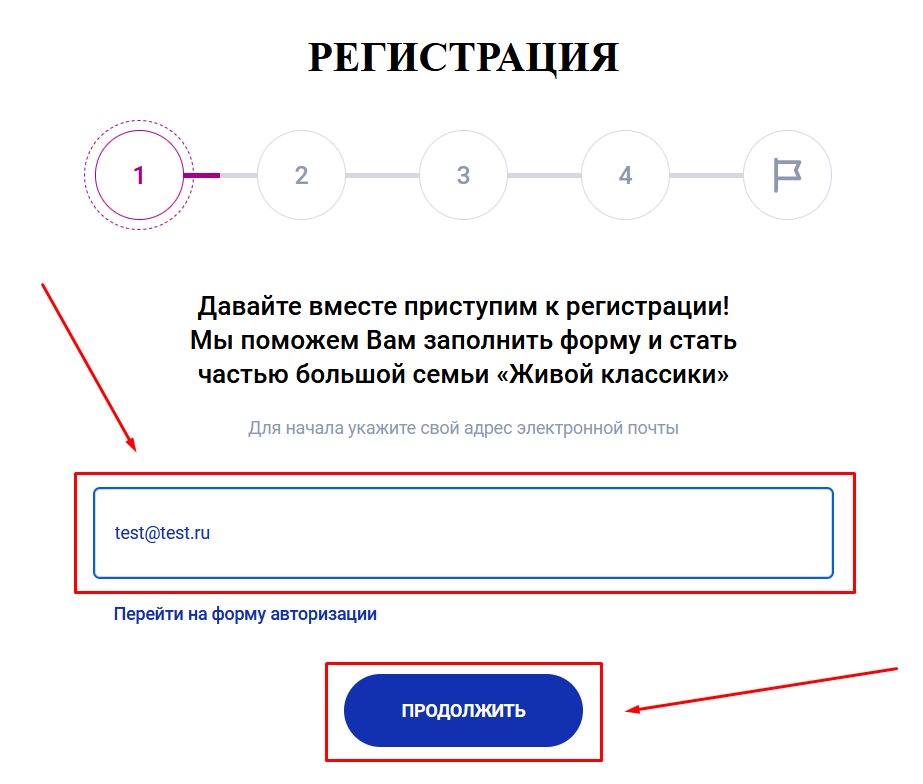 РЕГИСТРАЦИЯ
1 2 3 4
Давайте вместе приступим к регистрации!
Мы поможем Вам заполнить форму и стать
частью большой семьи «Живой классики»
Для начала укажите свой адрес электронной почты
test@test.ru
Перейти на форму авторизации
ПРОДОЛЖИТЬ